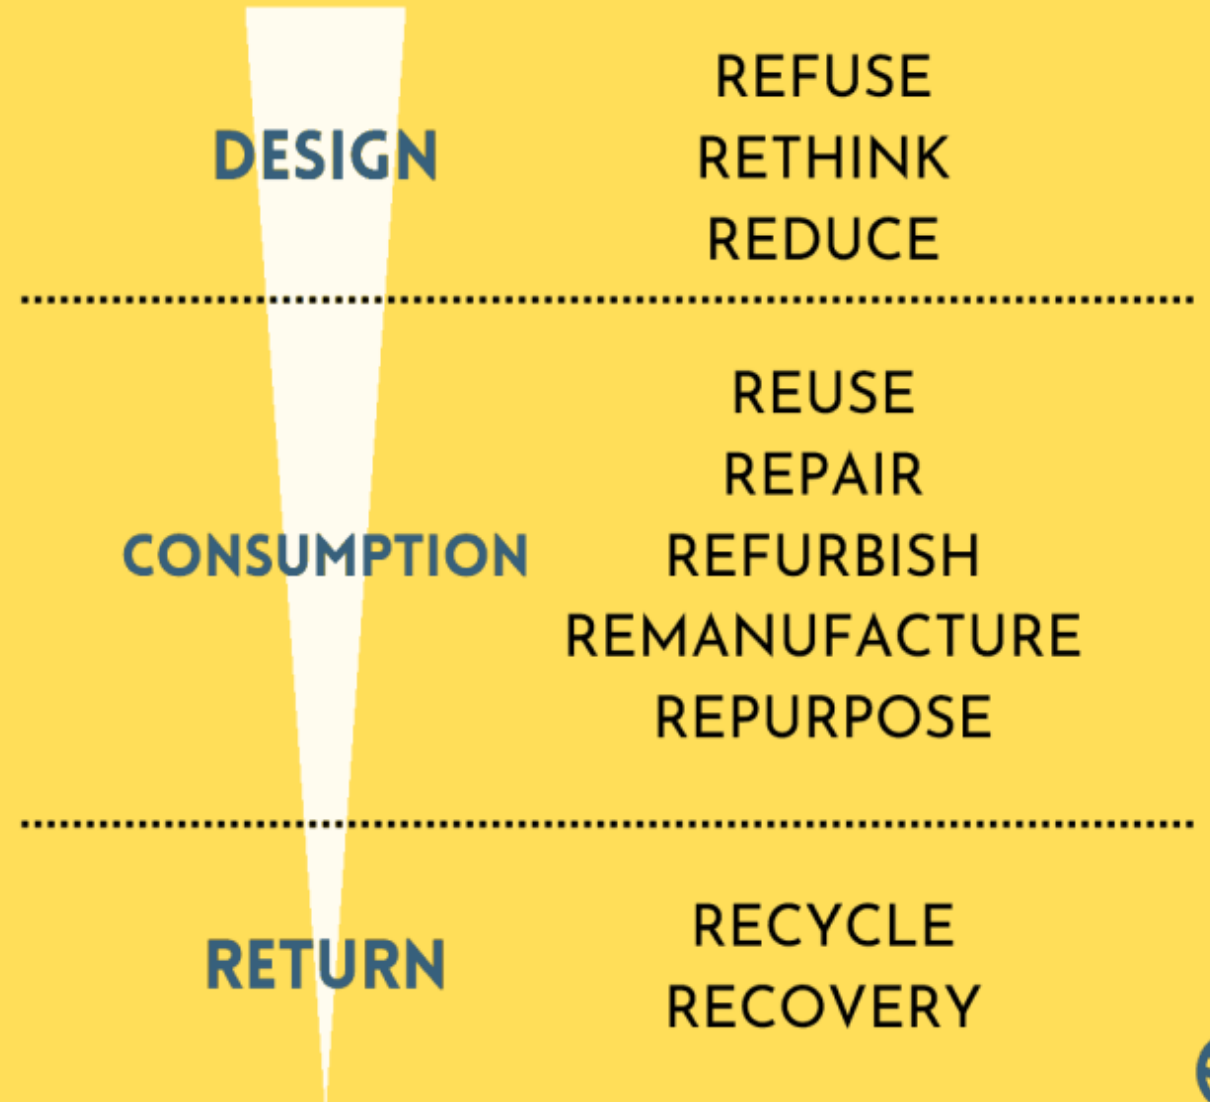 DESIGN
REFUSE
RETHINK
REDUCE
CONSUMPTION
REUSE
REPAIR
REFURBISH
REMANUFACTURE
REPURPOSE
RETURN
RECYCLE
RECOVERY